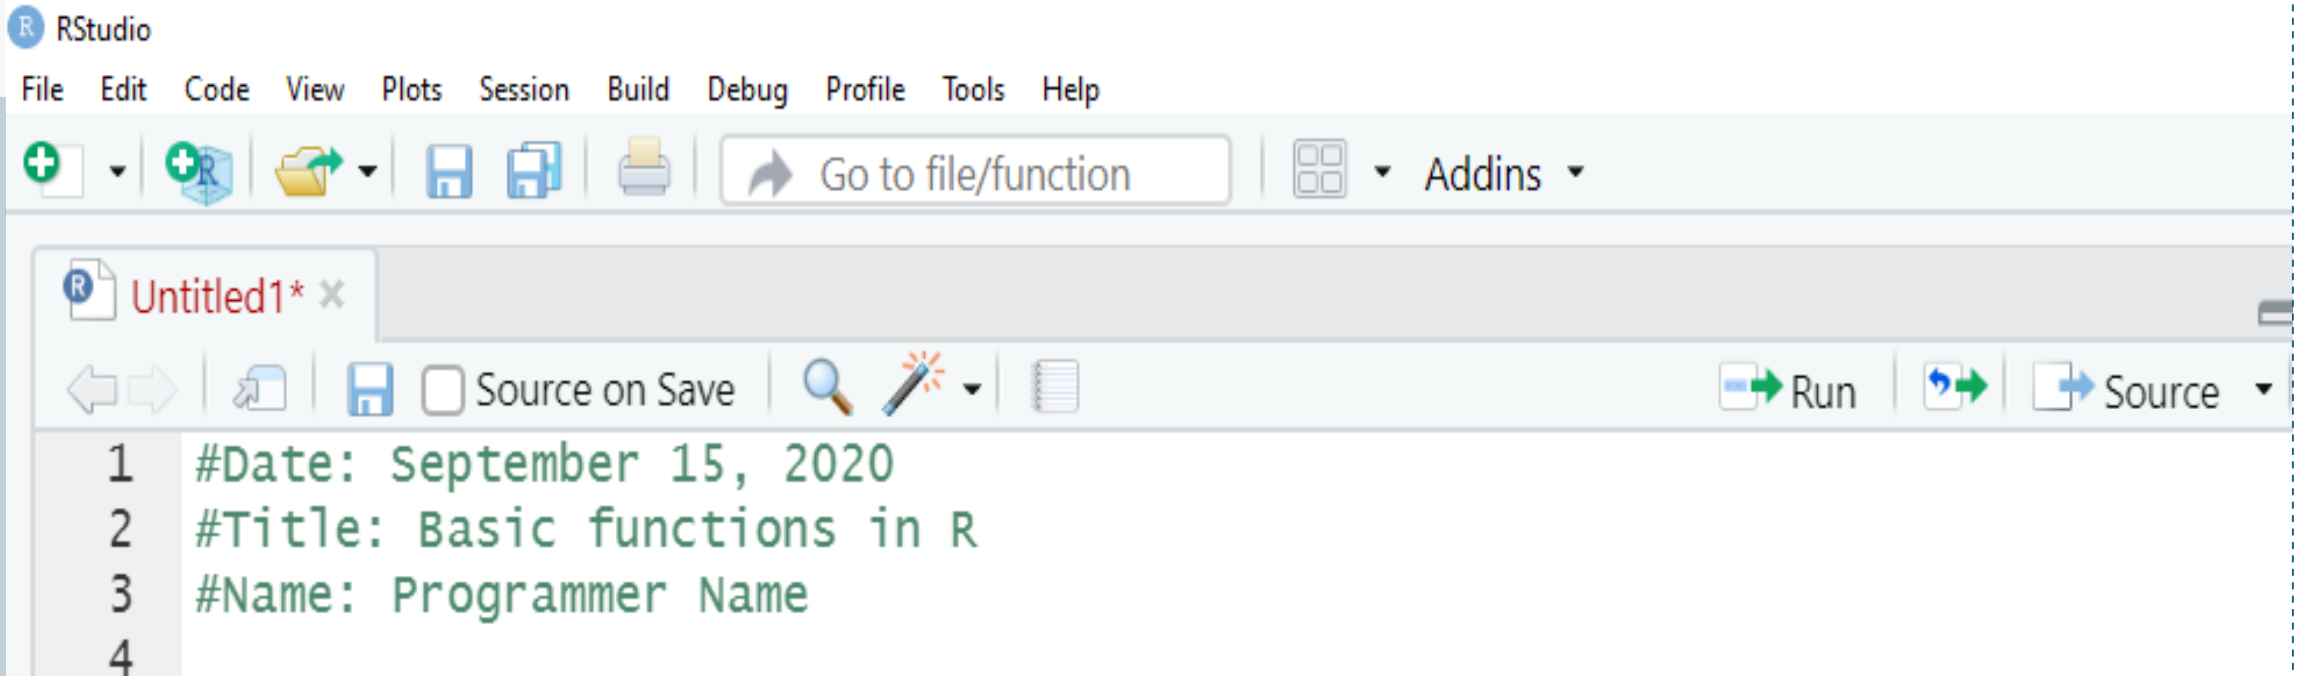 R RStudio
File Edit Code View Plots Session Build Debug Profile Tools Help
R Go to file/function Addins
R Untitled1*
Source on Save Run Source
1 #Date: September 15, 2020
2 #Title: Basic functions in R
3 #Name: Programmer Name
4